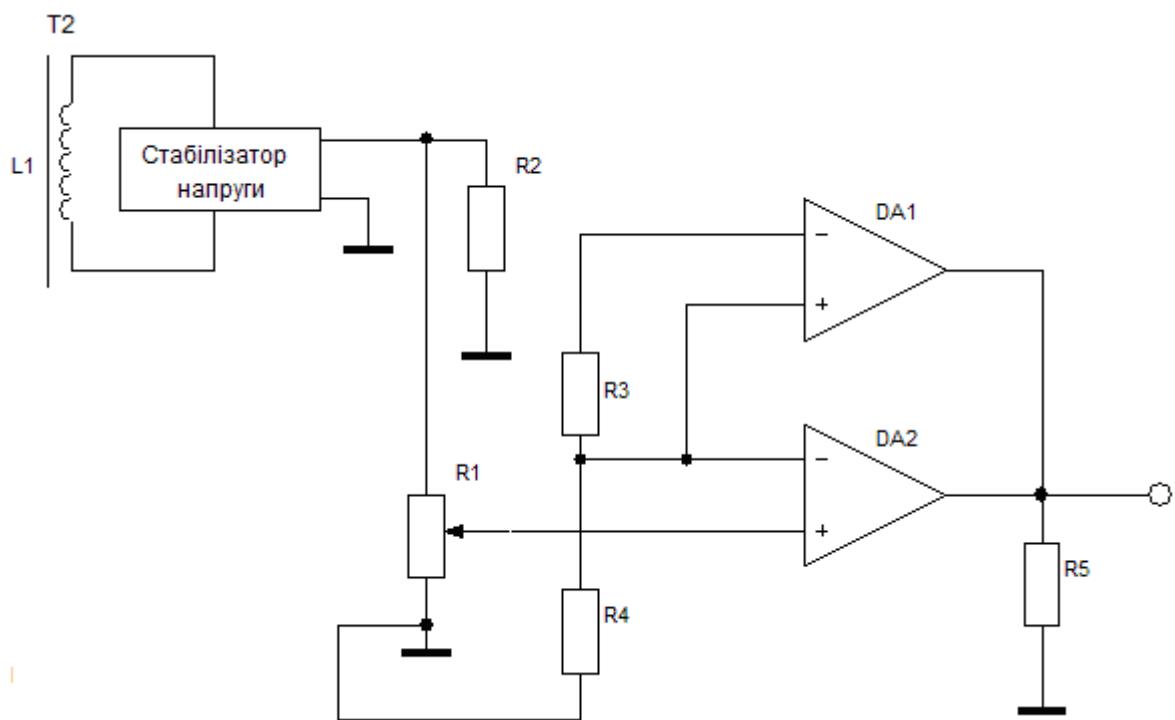 T2
L1
Стабілізатор
напруги
R2
DA1
−
+
R3
DA2
−
+
R1
R4
R5